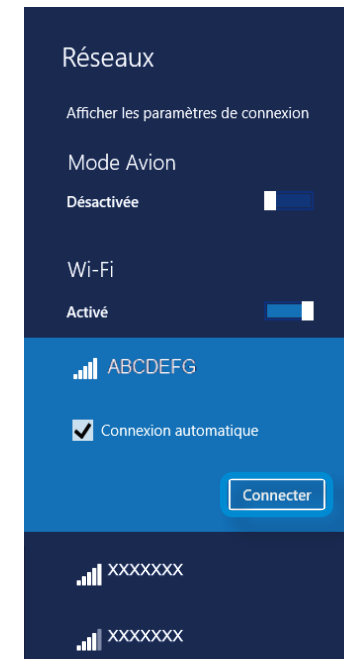 Réseaux
Afficher les paramètres de connexion
Mode Avion
Désactivée
Wi-Fi
Activé
ABCDEFG
Connexion automatique
Connecter
XXXXXXX
XXXXXXX